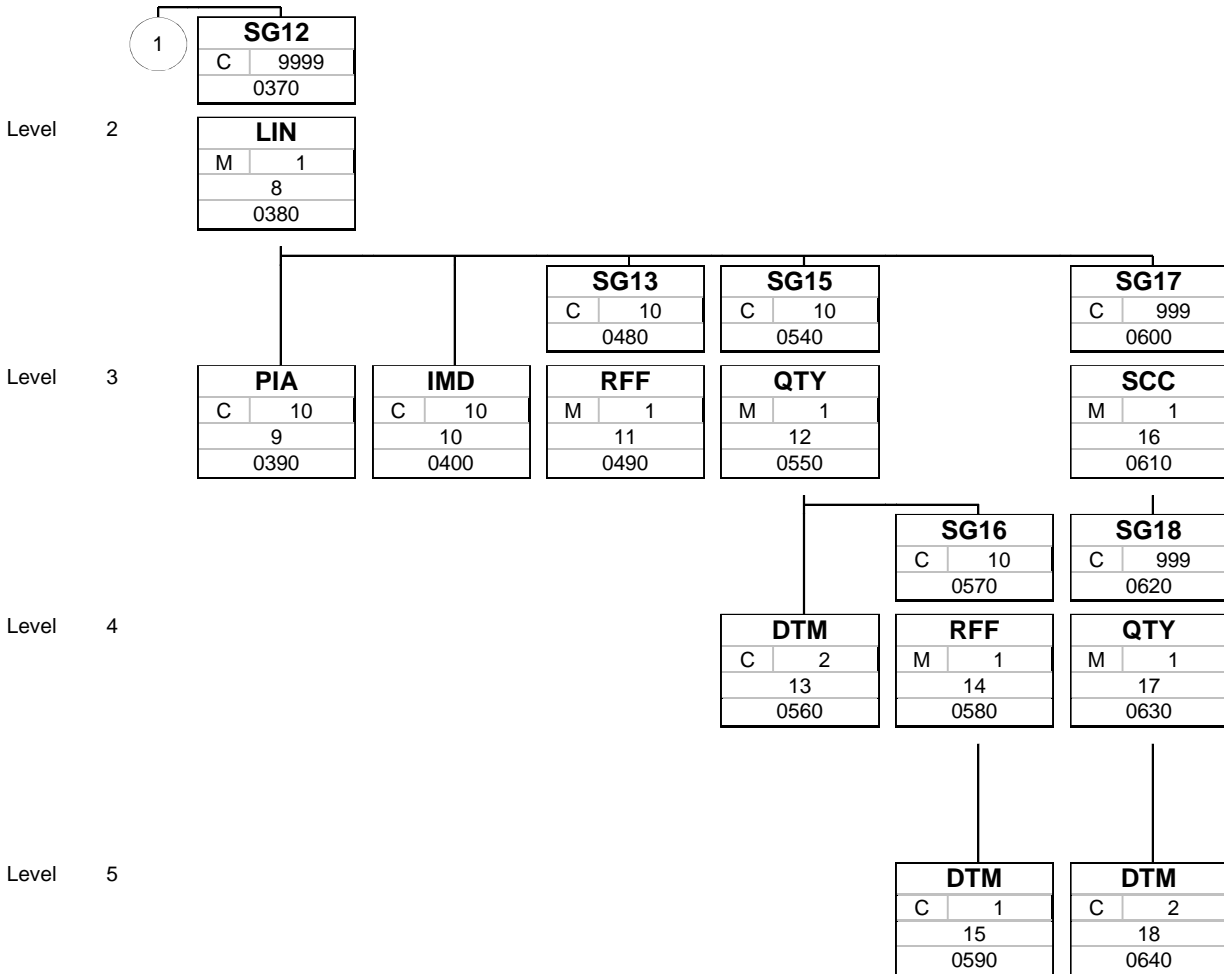 1
SG12
C 9999
0370
Level 2
LIN
M 1
8
0380
SG13 SG15 SG17
C 10 C 10 C 999
0480 0540 0600
Level 3
PIA IMD RFF QTY SCC
C 10 C 10 M 1 M 1 M 1
9 10 11 12 16
0390 0400 0490 0550 0610
SG16 SG18
C 10 C 999
0570 0620
Level 4
DTM RFF QTY
C 2 M 1 M 1
13 14 17
0560 0580 0630
Level 5
DTM DTM
C 1 C 2
15 18
0590 0640